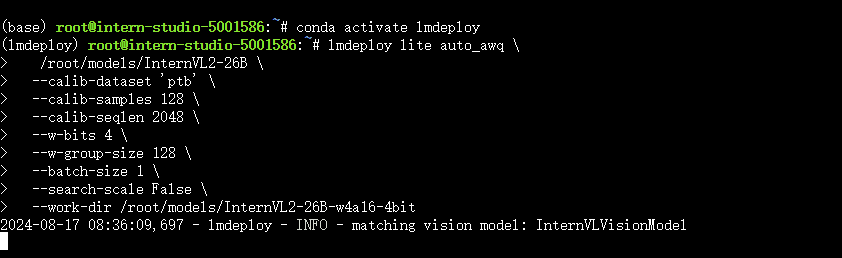 (base) root@intern-studio-5001586:~# conda activate lmdeploy
(lmdeploy) root@intern-studio-5001586:~# lmdeploy lite auto_awq \
>    /root/models/InternVL2-26B \
>   --calib-dataset 'ptb' \
>   --calib-samples 128 \
>   --calib-seqlen 2048 \
>   --w-bits 4 \
>   --w-group-size 128 \
>   --batch-size 1 \
>   --search-scale False \
>   --work-dir /root/models/InternVL2-26B-w4a16-4bit
2024-08-17 08:36:09,697 - lmdeploy - INFO - matching vision model: InternVLVisionModel